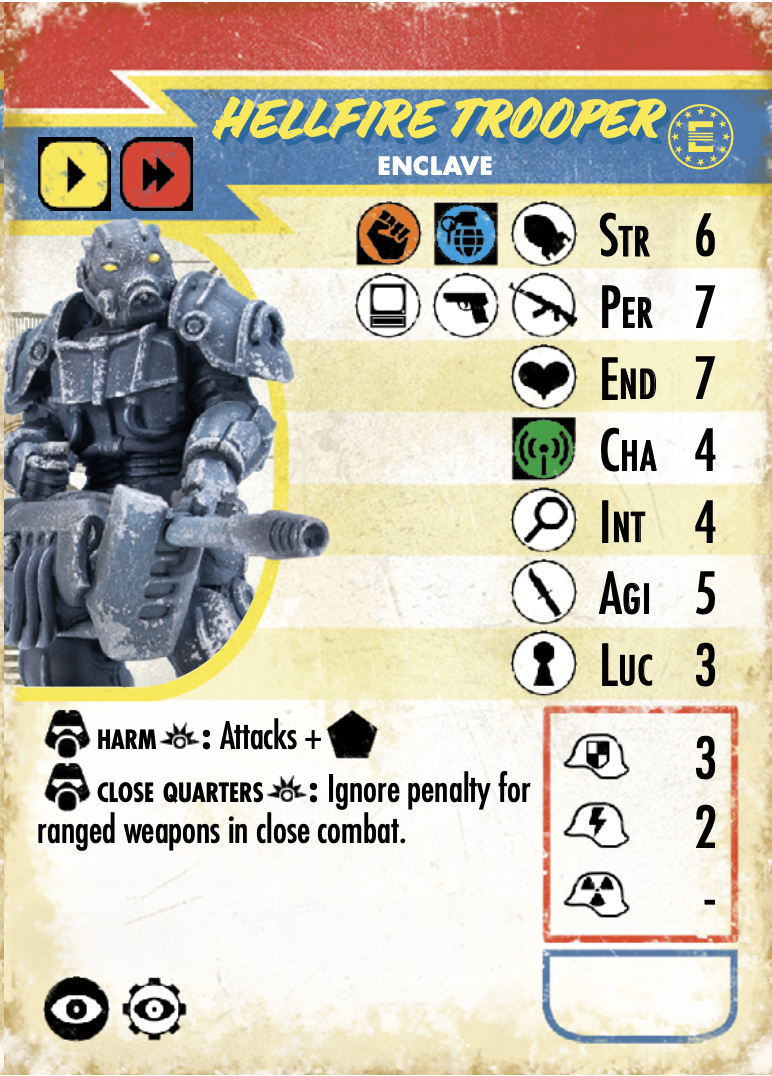 HELLFIRE TROOPER
E
ENCLAVE
STR 6
PER 7
END 7
CHA 4
INT 4
AGI 5
LUC 3
HARM : Attacks +
CLOSE QUARTERS : Ignore penalty for
ranged weapons in close combat.
3
2
-